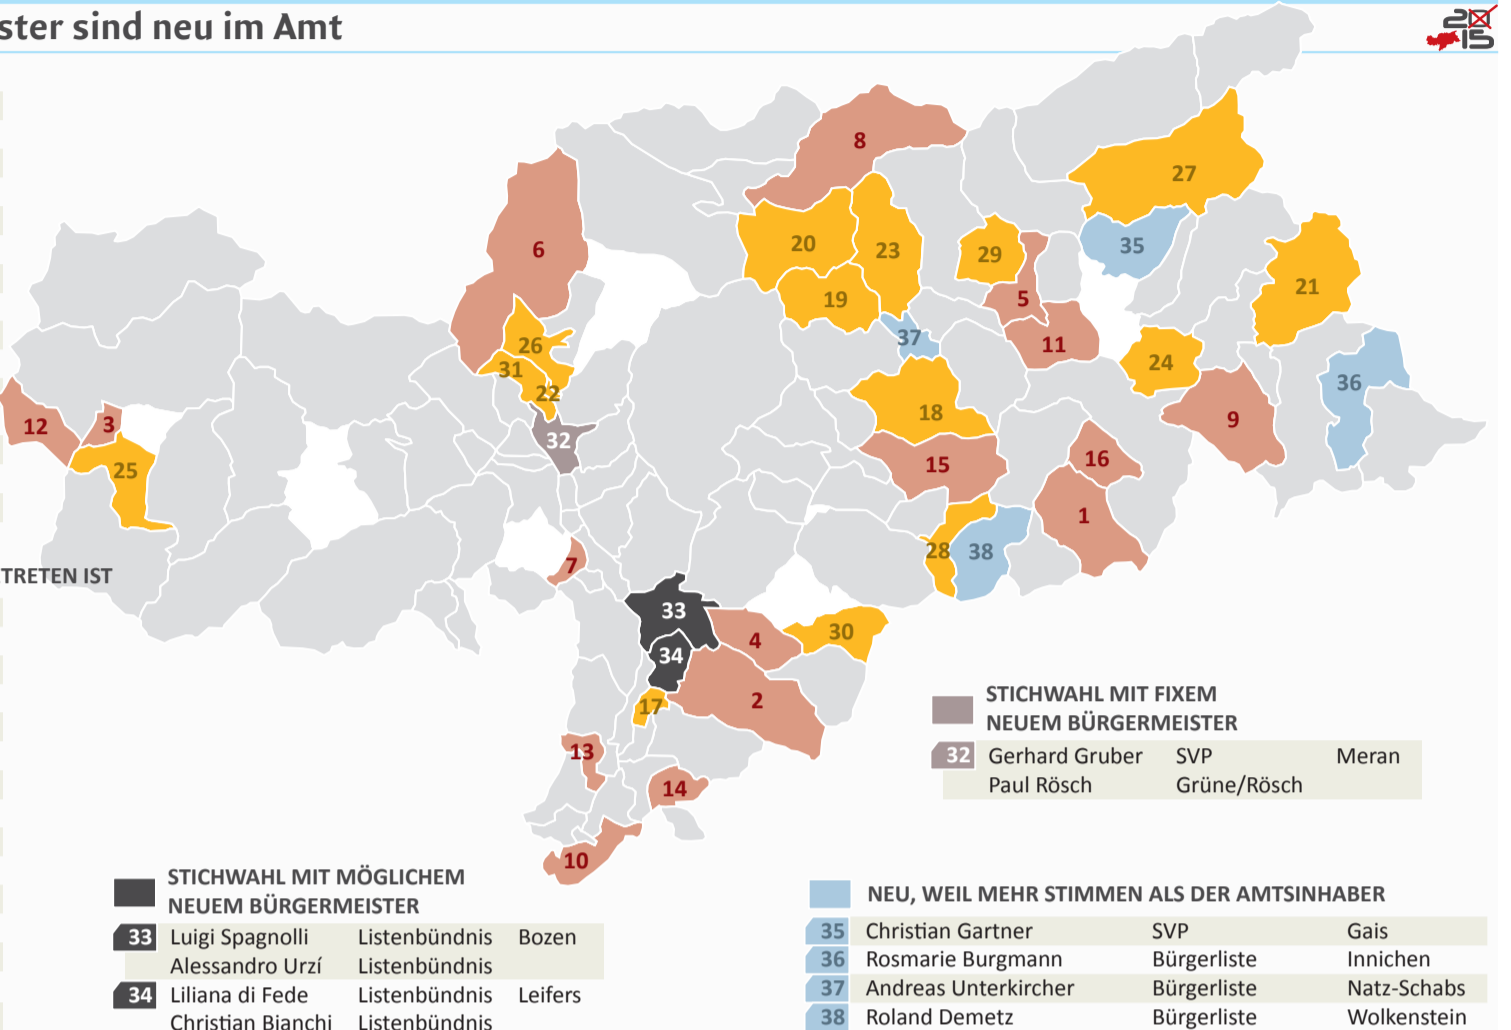 ster sind neu im Amt
2015
8
27
6
20
23
29
35
19
5
21
26
37
11
31
24
36
22
12
3
18
9
32
25
15
16
1
28
38
TRETEN IST
7
33
4
30
34
17
2
13
14
10
STICHWAHL MIT FIXEM
NEUEM BÜRGERMEISTER
32 Gerhard Gruber SVP Meran
Paul Rösch Grüne/Rösch
STICHWAHL MIT MÖGLICHEM
NEUEM BÜRGERMEISTER
33 Luigi Spagnolli Listenbündnis Bozen
Alessandro Urzí Listenbündnis
34 Liliana di Fede Listenbündnis Leifers
Christian Bianchi Listenbündnis
NEU, WEIL MEHR STIMMEN ALS DER AMTSINHABER
35 Christian Gartner SVP Gais
36 Rosmarie Burgmann Bürgerliste Innichen
37 Andreas Unterkircher Bürgerliste Natz-Schabs
38 Roland Demetz Bürgerliste Wolkenstein